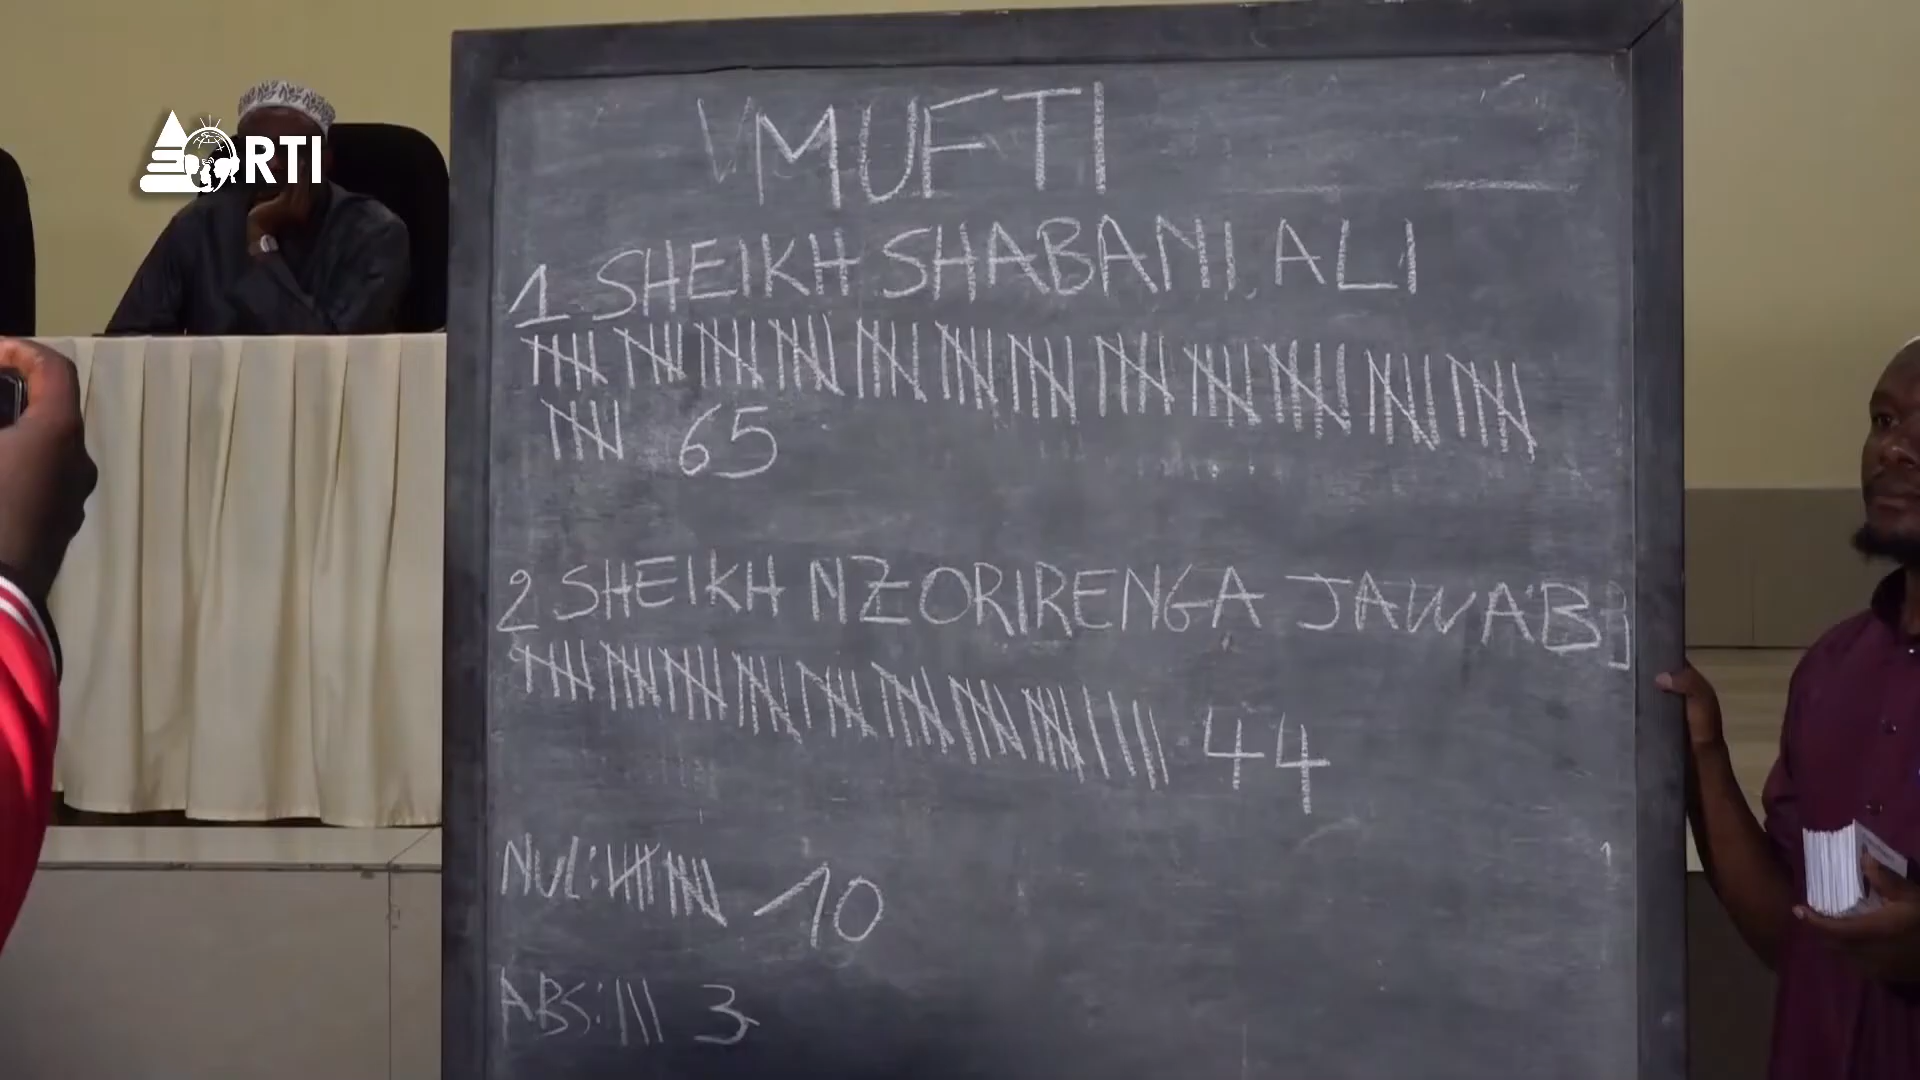 RTI
MUFTI
1. SHEIKH SHABANI ALI
65
2 SHEIKH NZORIRENGA JAWABU
44
NUL: 10
ABS: 3